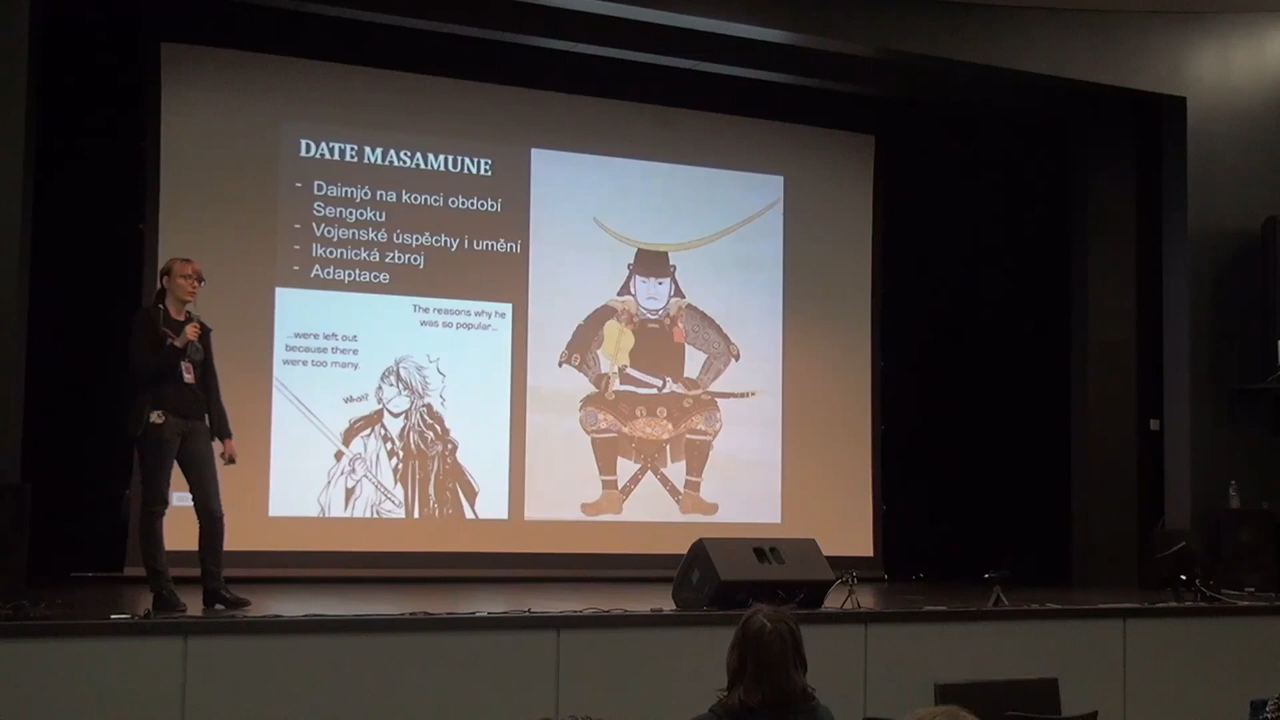 DATE MASAMUNE
- Daimjó na konci období
Sengoku
- Vojenské úspěchy i umění
- Ikonická zbroj
- Adaptace
The reasons why he
was so popular...
...were left out
because there
were too many.
What?